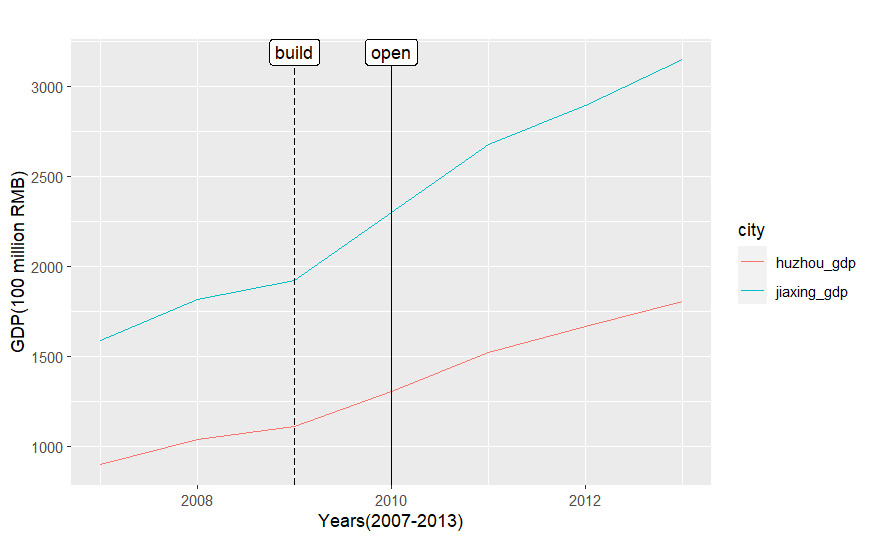 build
open
3000
2500
2000
1500
1000
GDP(100 million RMB)
2008
2010
2012
Years(2007-2013)
city
huzhou_gdp
jiaxing_gdp